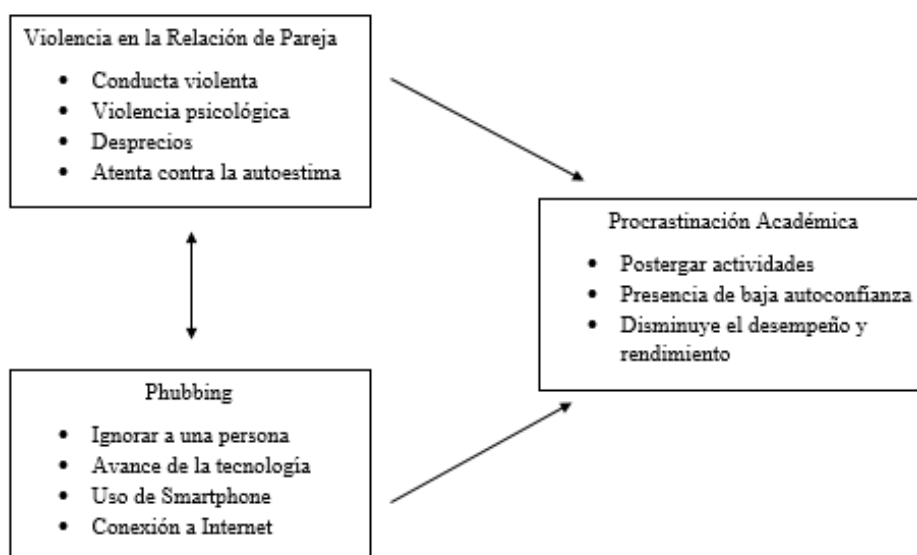 Violencia en la Relación de Pareja
• Conducta violenta
• Violencia psicológica
• Desprecios
• Atenta contra la autoestima
Procrastinación Académica
• Postergar actividades
• Presencia de baja autoconfianza
• Disminuye el desempeño y
rendimiento
Phubbing
• Ignorar a una persona
• Avance de la tecnología
• Uso de Smartphone
• Conexión a Internet